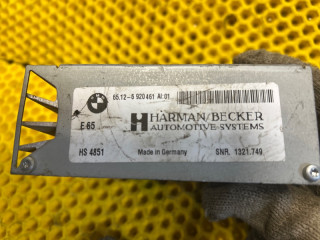 65.12-6 920 461 AI 01
E 65
H HARMAN/BECKER
AUTOMOTIVE-SYSTEMS
HS 4851
Made in Germany
SNR. 1321.749